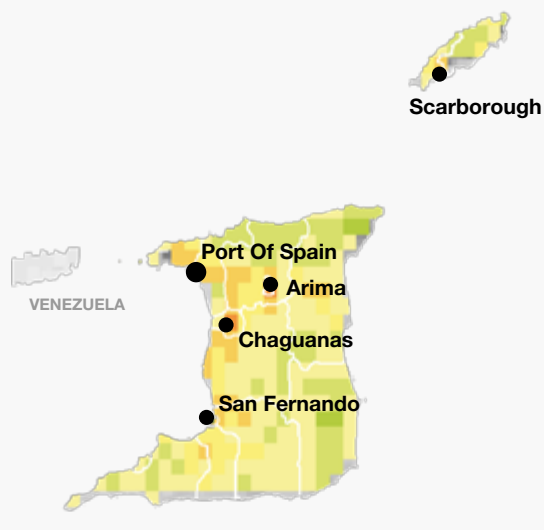 Scarborough
Port Of Spain
Arima
VENEZUELA
Chaguanas
San Fernando